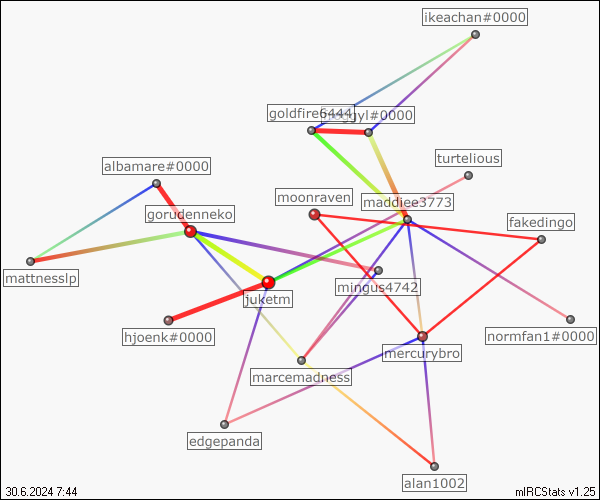 ikeachan#0000
goldfire6444
gyl#0000
albamare#0000
turtelious
moonraven
maddiee3773
gorudenneko
fakedingo
mattnesslp
mingus4742
juketm
hjoenk#0000
normfan1#0000
mercurybro
marcemadness
edgepanda
alan1002
30.6.2024 7:44
mIRCStats v1.25